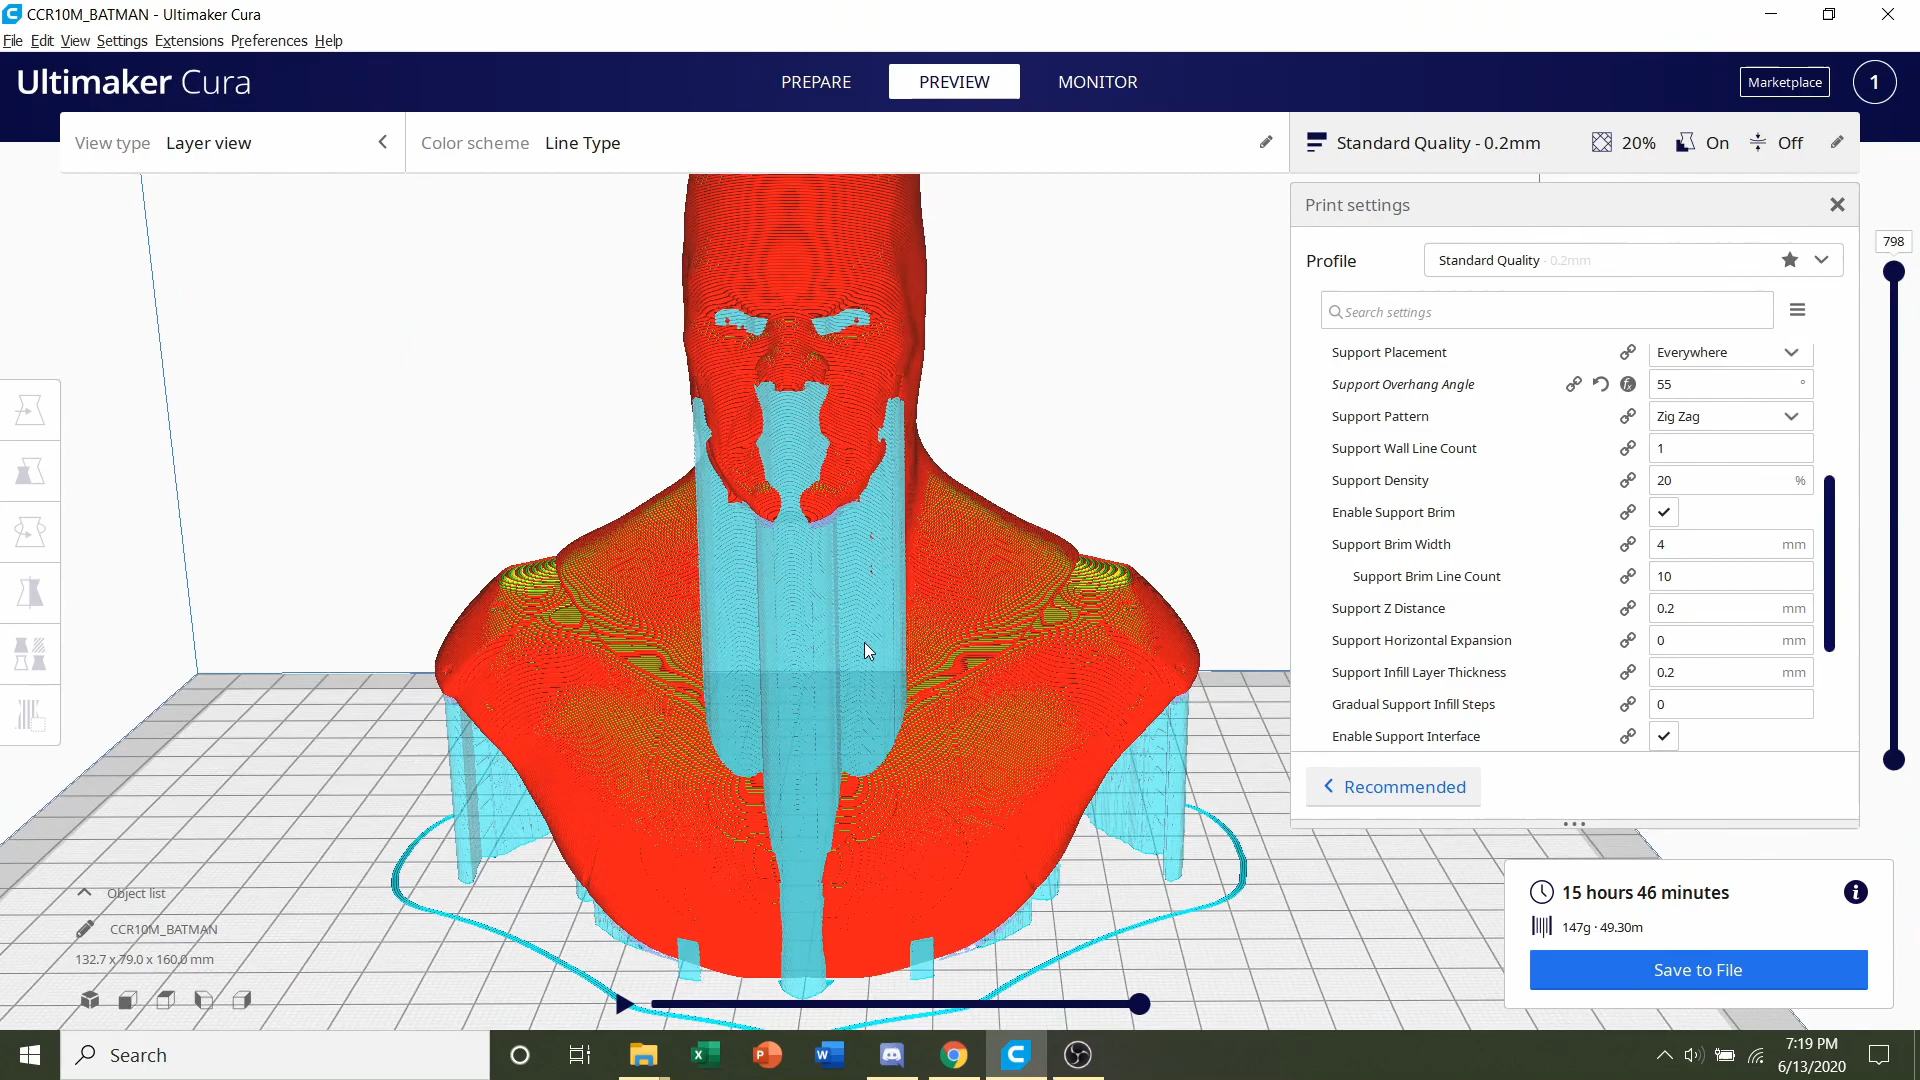 CCR10M_BATMAN - Ultimaker Cura
File Edit View Settings Extensions Preferences Help
Ultimaker Cura
PREPARE PREVIEW MONITOR
Marketplace 1
View type Layer view
Color scheme Line Type
Standard Quality - 0.2mm 20% On Off
Print settings
798
Profile Standard Quality - 0.2mm
Search settings
Support Placement Everywhere
Support Overhang Angle fx 55 °
Support Pattern Zig Zag
Support Wall Line Count 1
Support Density 20 %
Enable Support Brim
Support Brim Width 4 mm
Support Brim Line Count 10
Support Z Distance 0.2 mm
Support Horizontal Expansion 0 mm
Support Infill Layer Thickness 0.2 mm
Gradual Support Infill Steps 0
Enable Support Interface
Recommended
Object list
CCR10M_BATMAN
132.7 x 79.0 x 160.0 mm
15 hours 46 minutes
147g · 49.30m
Save to File
Search
7:19 PM
6/13/2020